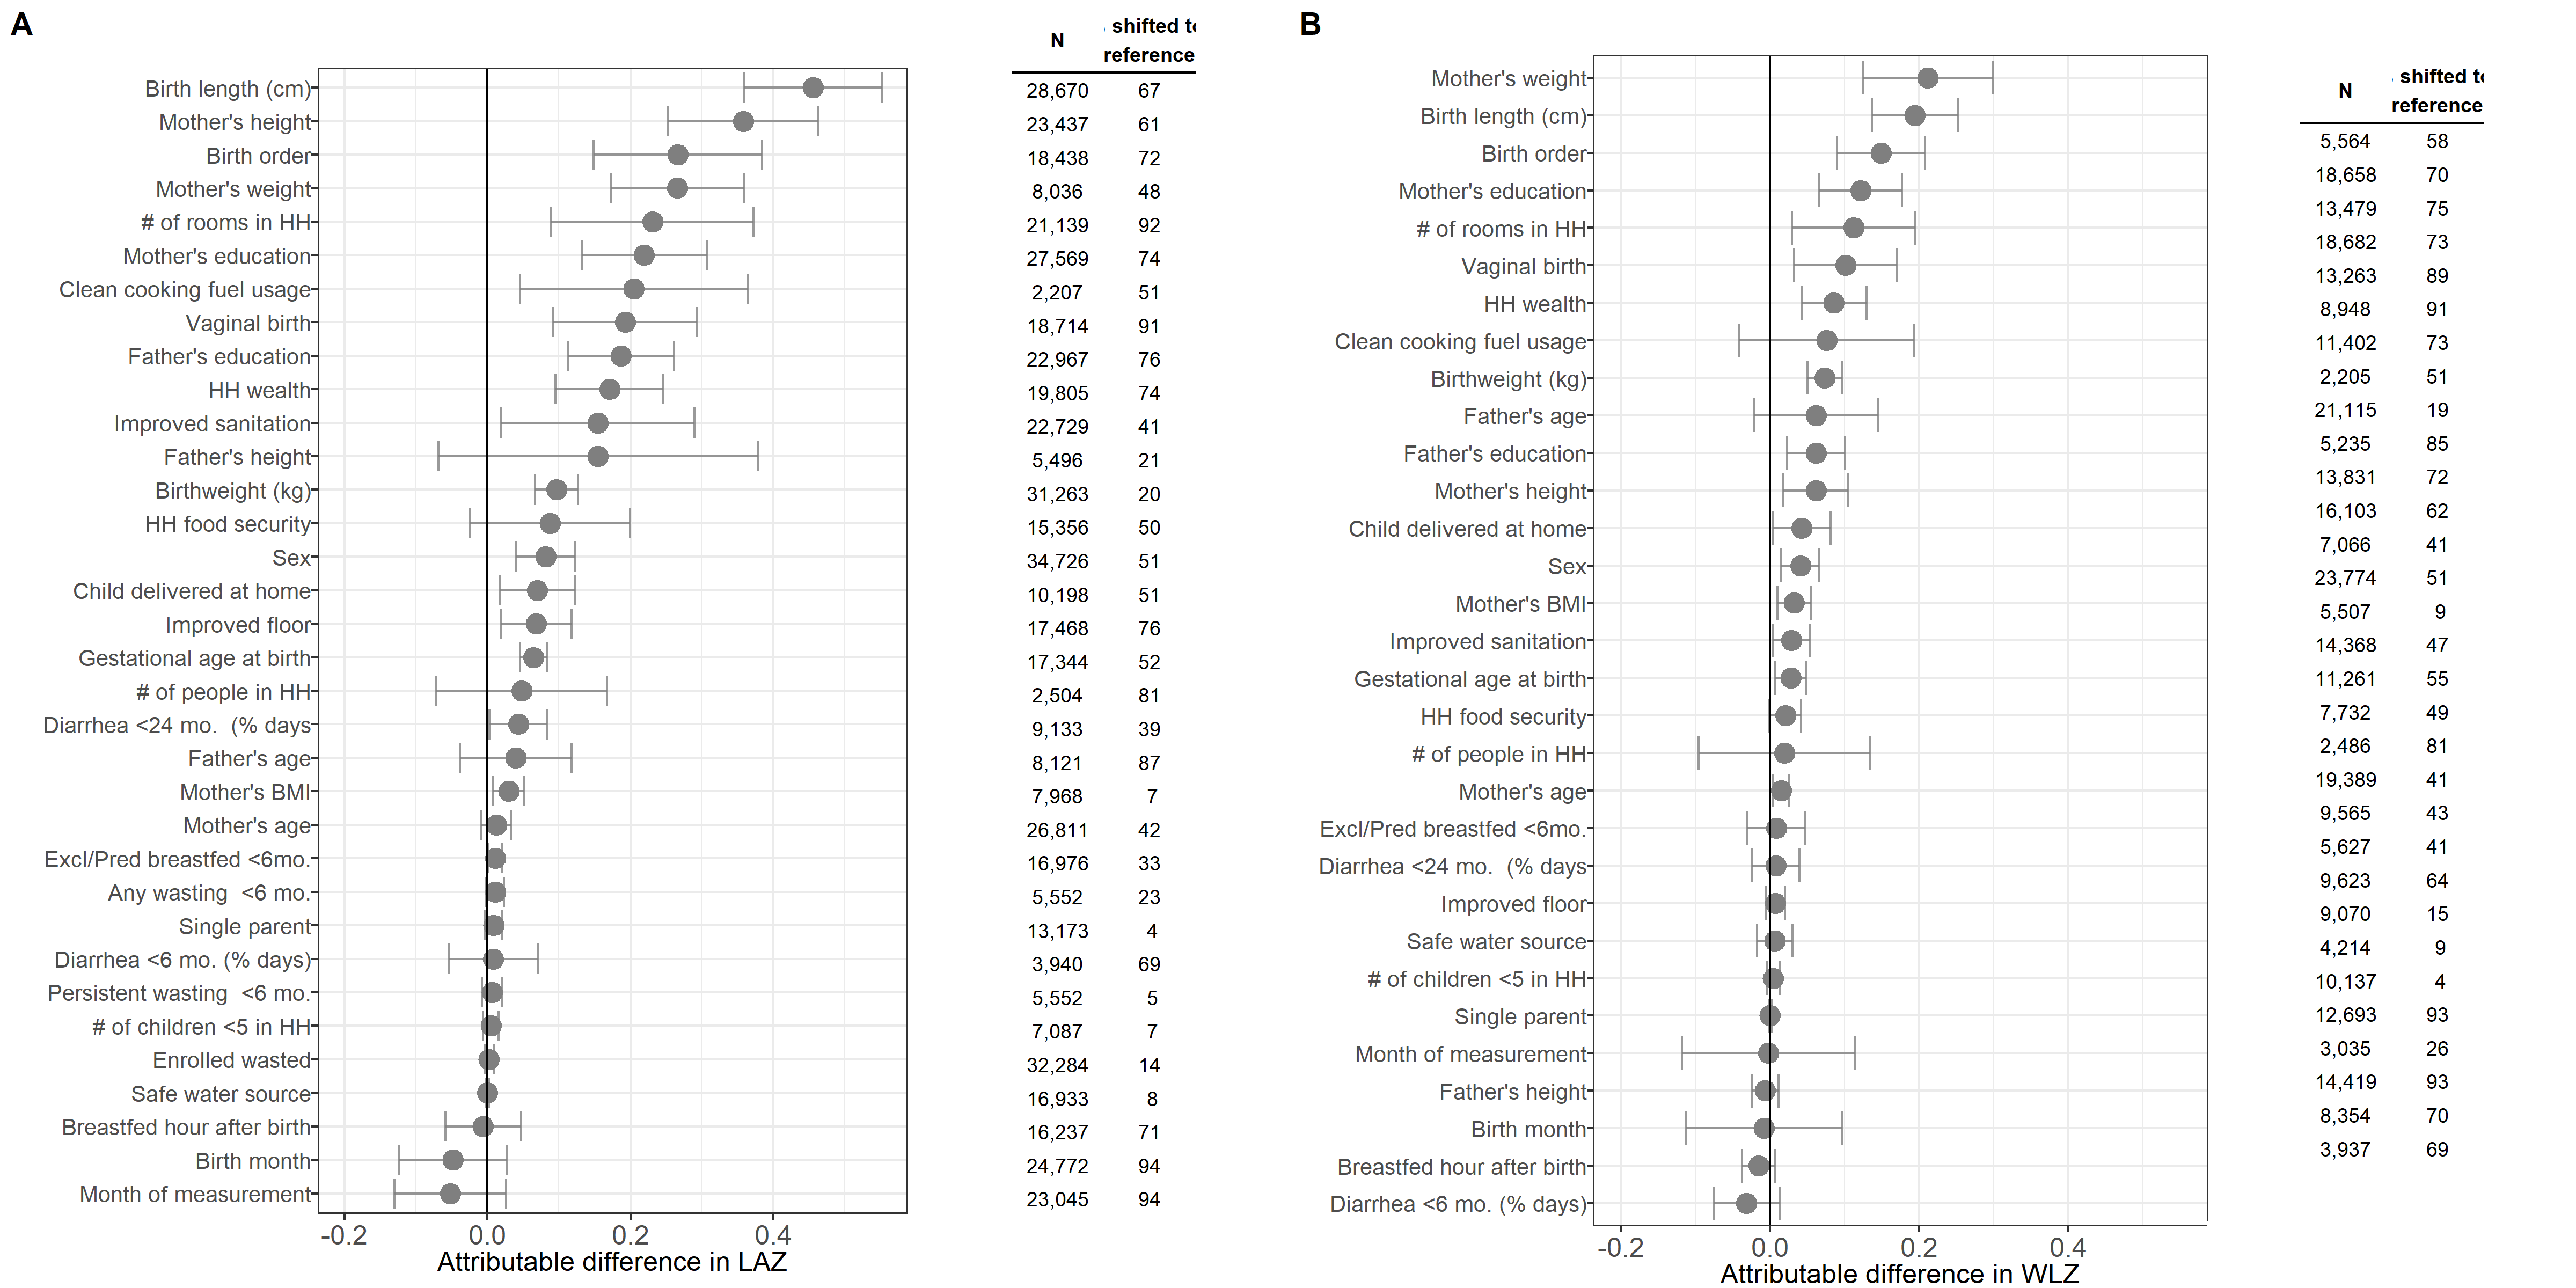 A
N
shifted to
reference
Birth length (cm) 28,670 67
Mother's height 23,437 61
Birth order 18,438 72
Mother's weight 8,036 48
# of rooms in HH 21,139 92
Mother's education 27,569 74
Clean cooking fuel usage 2,207 51
Vaginal birth 18,714 91
Father's education 22,967 76
HH wealth 19,805 74
Improved sanitation 22,729 41
Father's height 5,496 21
Birthweight (kg) 31,263 20
HH food security 15,356 50
Sex 34,726 51
Child delivered at home 10,198 51
Improved floor 17,468 76
Gestational age at birth 17,344 52
# of people in HH 2,504 81
Diarrhea <24 mo. (% days 9,133 39
Father's age 8,121 87
Mother's BMI 7,968 7
Mother's age 26,811 42
Excl/Pred breastfed <6mo. 16,976 33
Any wasting <6 mo. 5,552 23
Single parent 13,173 4
Diarrhea <6 mo. (% days) 3,940 69
Persistent wasting <6 mo. 5,552 5
# of children <5 in HH 7,087 7
Enrolled wasted 32,284 14
Safe water source 16,933 8
Breastfed hour after birth 16,237 71
Birth month 24,772 94
Month of measurement 23,045 94
-0.2 0.0 0.2 0.4
Attributable difference in LAZ
B
N
shifted to
reference
Mother's weight 5,564 58
Birth length (cm) 18,658 70
Birth order 13,479 75
Mother's education 18,682 73
# of rooms in HH 13,263 89
Vaginal birth 8,948 91
HH wealth 11,402 73
Clean cooking fuel usage 2,205 51
Birthweight (kg) 21,115 19
Father's age 5,235 85
Father's education 13,831 72
Mother's height 16,103 62
Child delivered at home 7,066 41
Sex 23,774 51
Mother's BMI 5,507 9
Improved sanitation 14,368 47
Gestational age at birth 11,261 55
HH food security 7,732 49
# of people in HH 2,486 81
Mother's age 19,389 41
Excl/Pred breastfed <6mo. 9,565 43
Diarrhea <24 mo. (% days 5,627 41
Improved floor 9,623 64
Safe water source 9,070 15
# of children <5 in HH 4,214 9
Single parent 10,137 4
Month of measurement 12,693 93
Father's height 3,035 26
Birth month 14,419 93
Breastfed hour after birth 8,354 70
Diarrhea <6 mo. (% days) 3,937 69
-0.2 0.0 0.2 0.4
Attributable difference in WLZ